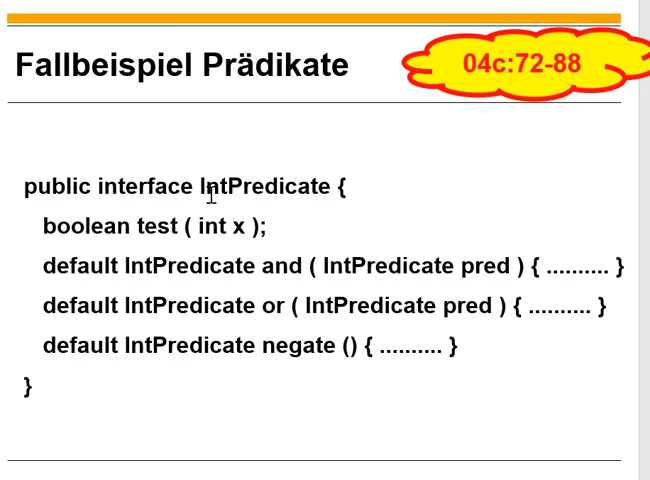 Fallbeispiel Prädikate
04c:72-88
public interface IntPredicate {
boolean test ( int x );
default IntPredicate and ( IntPredicate pred ) { .......... }
default IntPredicate or ( IntPredicate pred ) { .......... }
default IntPredicate negate () { .......... }
}